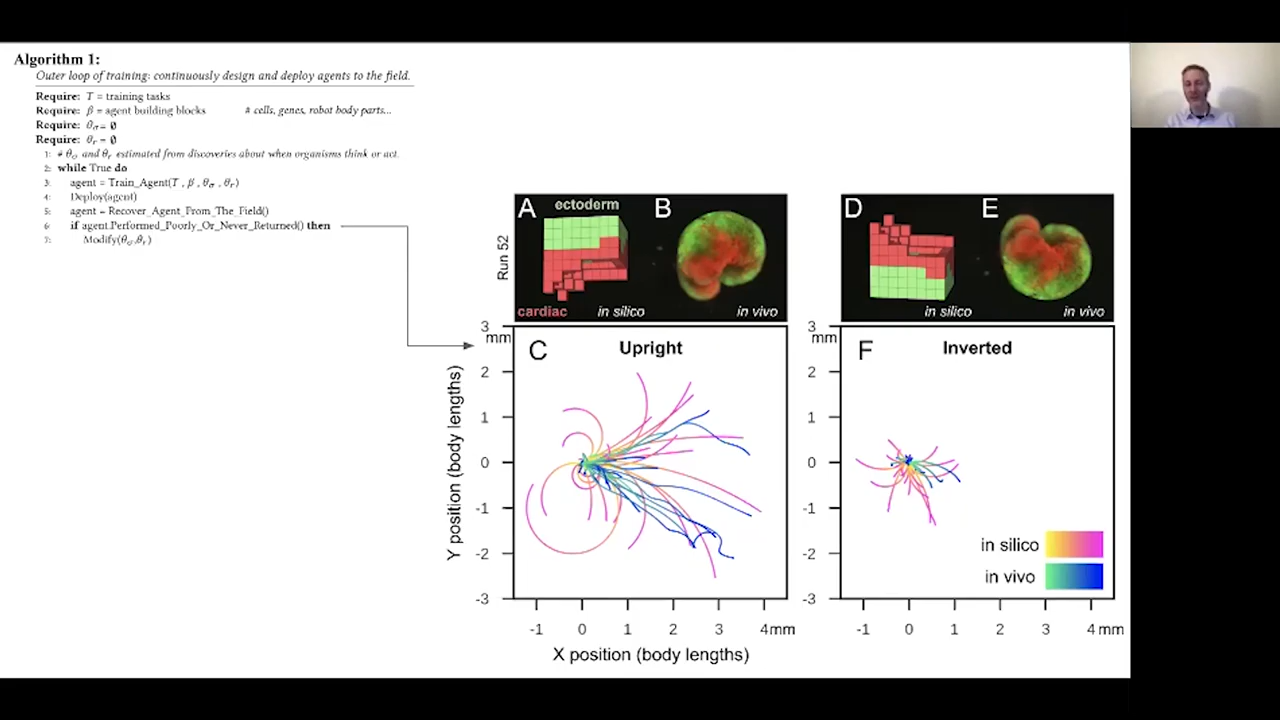 Algorithm 1:
Outer loop of training: continuously design and deploy agents to the field.
Require: T = training tasks
Require: β = agent building blocks # cells, genes, robot body parts...
Require: θσ = ∅
Require: θr = ∅
1: # θσ and θr estimated from discoveries about when organisms think or act.
2: while True do
3: agent = Train_Agent(T , β , θσ , θr)
4: Deploy(agent)
5: agent = Recover_Agent_From_The_Field()
6: if agent.Performed_Poorly_Or_Never_Returned() then
7: Modify(θσ,θr)
Run 52
A ectoderm B
cardiac in silico in vivo
D E
in silico in vivo
C Upright
3
mm
2
1
0
-1
-2
-3
Y position (body lengths)
-1 0 1 2 3 4mm
X position (body lengths)
F Inverted
3
mm
2
1
0
-1
-2
-3
in silico
in vivo
-1 0 1 2 3 4mm